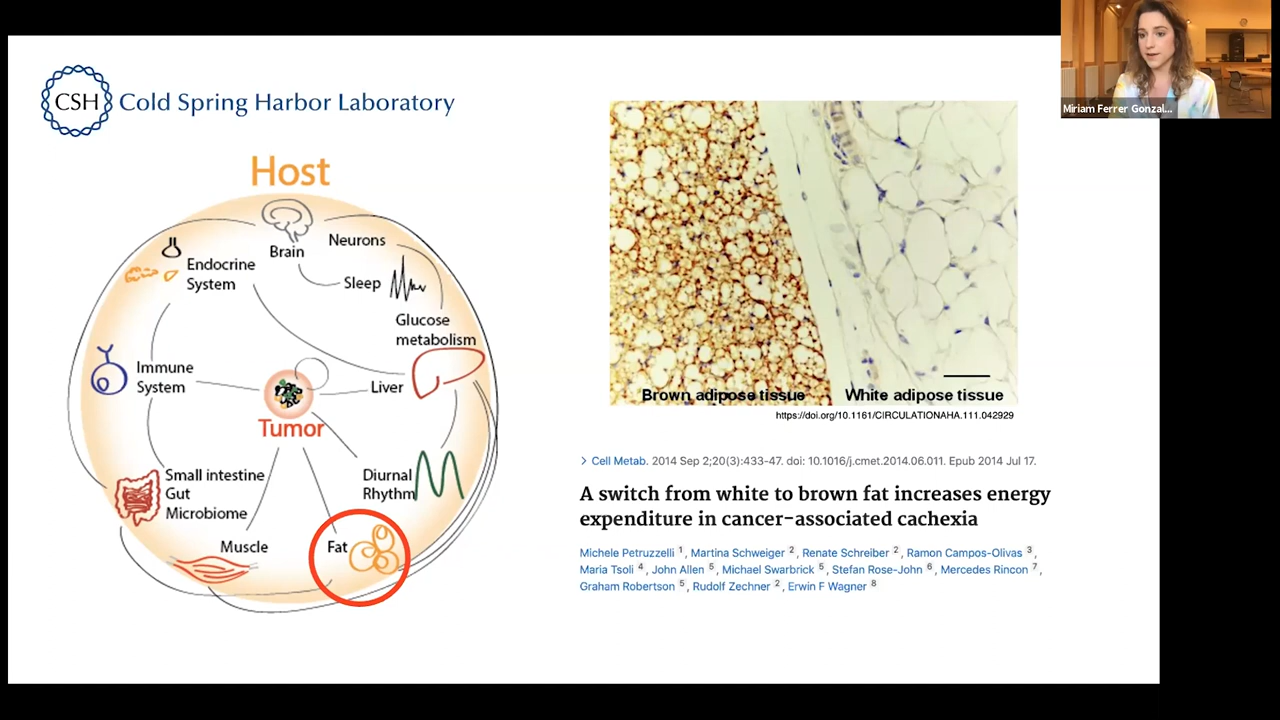 CSH Cold Spring Harbor Laboratory
Host
Brain
Neurons
Endocrine
System
Sleep
Glucose
metabolism
Immune
System
Liver
Tumor
Small intestine
Gut
Microbiome
Diurnal
Rhythm
Muscle
Fat
Brown adipose tissue
White adipose tissue
https://doi.org/10.1161/CIRCULATIONAHA.111.042929
> Cell Metab. 2014 Sep 2;20(3):433-47. doi: 10.1016/j.cmet.2014.06.011. Epub 2014 Jul 17.
A switch from white to brown fat increases energy
expenditure in cancer-associated cachexia
Michele Petruzzelli 1, Martina Schweiger 2, Renate Schreiber 2, Ramon Campos-Olivas 3,
Maria Tsoli 4, John Allen 5, Michael Swarbrick 5, Stefan Rose-John 6, Mercedes Rincon 7,
Graham Robertson 5, Rudolf Zechner 2, Erwin F Wagner 8
Miriam Ferrer Gonzal...